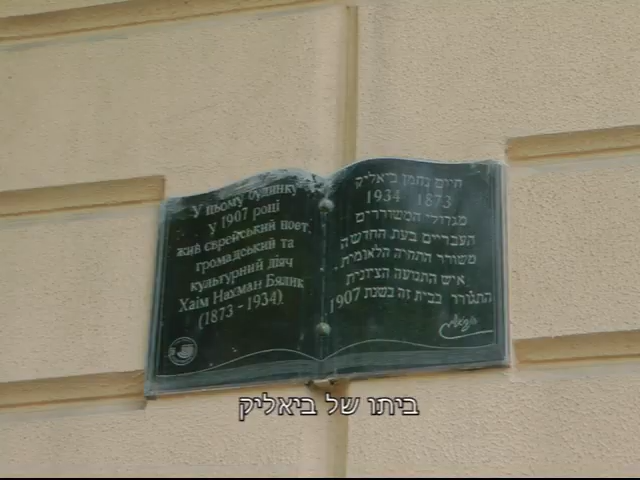 У цьому будинку
у 1907 році
жив єврейський поет,
громадський та
культурний діяч
Хаїм Нахман Бялик
(1873 - 1934)
חיים נחמן ביאליק
1934 1873
מגדולי המשוררים
העבריים בעת החדשה
משורר התחיה הלאומית.
איש התנועה הציונית
התגורר בבית זה בשנת 1907
ביתו של ביאליק